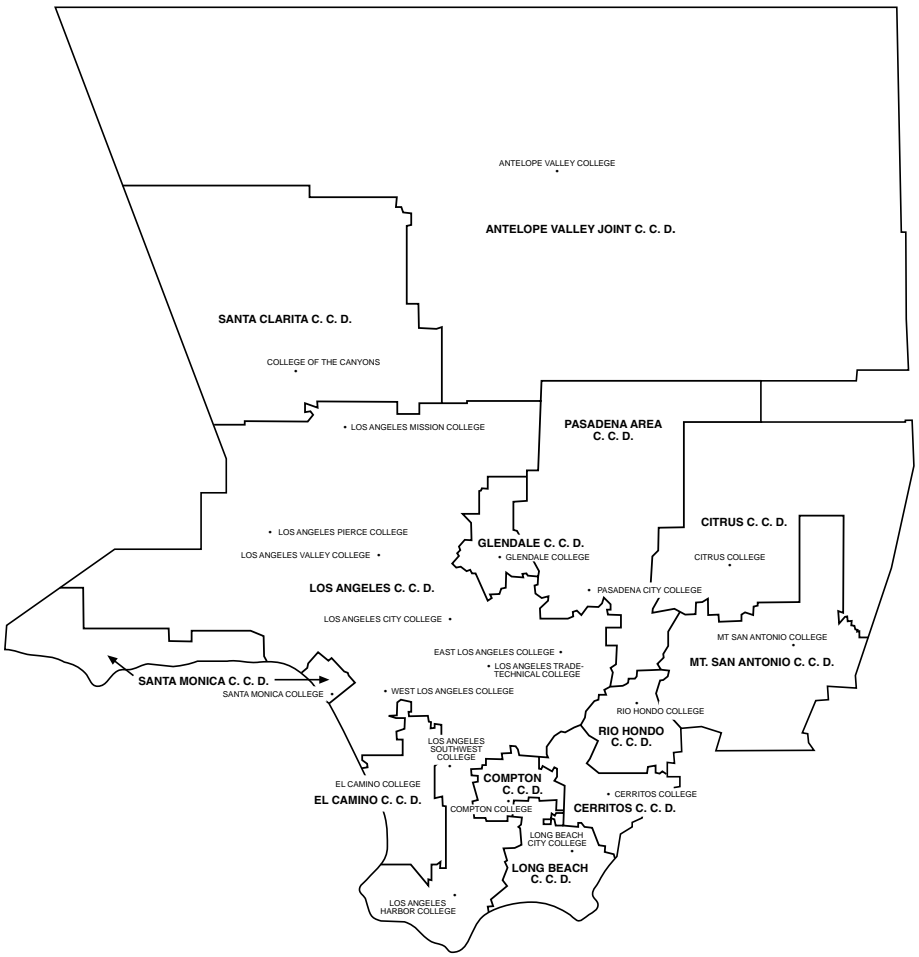 ANTELOPE VALLEY COLLEGE
ANTELOPE VALLEY JOINT C. C. D.
SANTA CLARITA C. C. D.
COLLEGE OF THE CANYONS
LOS ANGELES MISSION COLLEGE
PASADENA AREA
C. C. D.
CITRUS C. C. D.
LOS ANGELES PIERCE COLLEGE
GLENDALE C. C. D.
LOS ANGELES VALLEY COLLEGE
GLENDALE COLLEGE
CITRUS COLLEGE
LOS ANGELES C. C. D.
PASADENA CITY COLLEGE
LOS ANGELES CITY COLLEGE
MT SAN ANTONIO COLLEGE
EAST LOS ANGELES COLLEGE
MT. SAN ANTONIO C. C. D.
LOS ANGELES TRADE-
TECHNICAL COLLEGE
SANTA MONICA C. C. D.
SANTA MONICA COLLEGE
WEST LOS ANGELES COLLEGE
RIO HONDO COLLEGE
RIO HONDO
C. C. D.
LOS ANGELES
SOUTHWEST
COLLEGE
EL CAMINO COLLEGE
EL CAMINO C. C. D.
COMPTON
C. C. D.
COMPTON COLLEGE
CERRITOS COLLEGE
CERRITOS C. C. D.
LONG BEACH
CITY COLLEGE
LONG BEACH
C. C. D.
LOS ANGELES
HARBOR COLLEGE